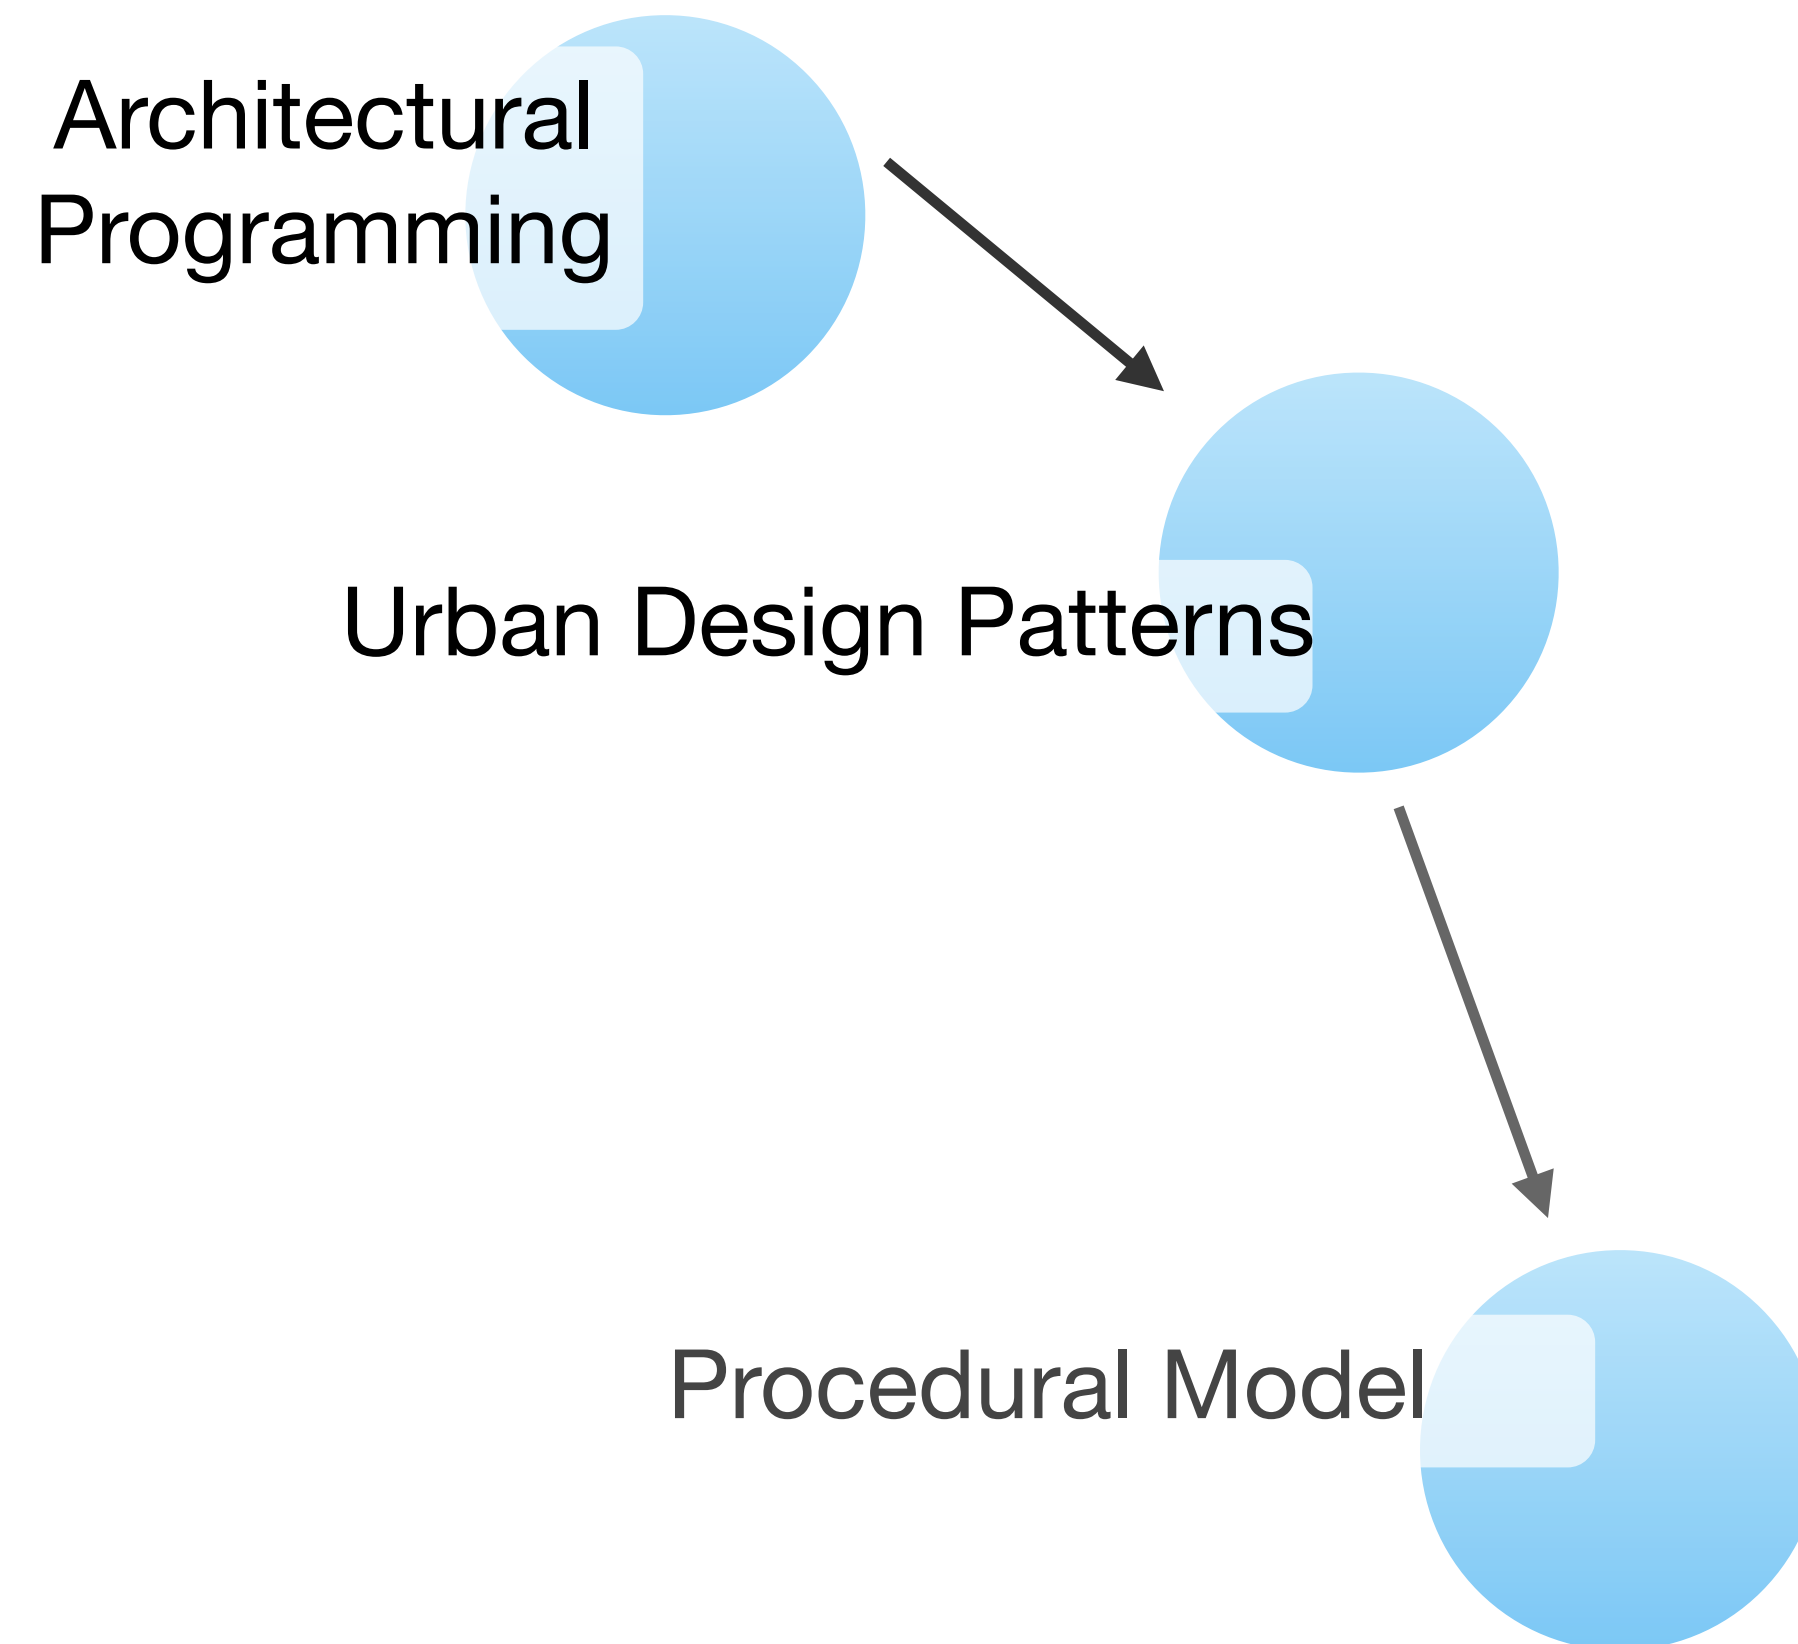 Architectural
Programming
Urban Design Patterns
Procedural Model